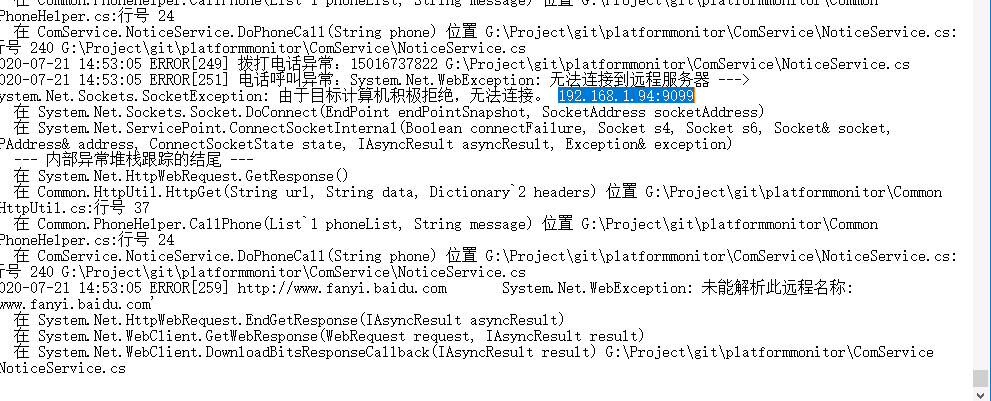 在 Common.PhoneHelper.CallPhone(List`1 phoneList, String message) 位置 G:\Project\git\platformmonitor\Common
PhoneHelper.cs:行号 24
在 ComService.NoticeService.DoPhoneCall(String phone) 位置 G:\Project\git\platformmonitor\ComService\NoticeService.cs:
行号 240 G:\Project\git\platformmonitor\ComService\NoticeService.cs
020-07-21 14:53:05 ERROR[249] 拨打电话异常：15016737822 G:\Project\git\platformmonitor\ComService\NoticeService.cs
020-07-21 14:53:05 ERROR[251] 电话呼叫异常：System.Net.WebException: 无法连接到远程服务器 --->
ystem.Net.Sockets.SocketException: 由于目标计算机积极拒绝，无法连接。 192.168.1.94:9099
在 System.Net.Sockets.Socket.DoConnect(EndPoint endPointSnapshot, SocketAddress socketAddress)
在 System.Net.ServicePoint.ConnectSocketInternal(Boolean connectFailure, Socket s4, Socket s6, Socket& socket,
PAddress& address, ConnectSocketState state, IAsyncResult asyncResult, Exception& exception)
--- 内部异常堆栈跟踪的结尾 ---
在 System.Net.HttpWebRequest.GetResponse()
在 Common.HttpUtil.HttpGet(String url, String data, Dictionary`2 headers) 位置 G:\Project\git\platformmonitor\Common
HttpUtil.cs:行号 37
在 Common.PhoneHelper.CallPhone(List`1 phoneList, String message) 位置 G:\Project\git\platformmonitor\Common
PhoneHelper.cs:行号 24
在 ComService.NoticeService.DoPhoneCall(String phone) 位置 G:\Project\git\platformmonitor\ComService\NoticeService.cs:
行号 240 G:\Project\git\platformmonitor\ComService\NoticeService.cs
020-07-21 14:53:05 ERROR[259] http://www.fanyi.baidu.com System.Net.WebException: 未能解析此远程名称:
www.fanyi.baidu.com'
在 System.Net.HttpWebRequest.EndGetResponse(IAsyncResult asyncResult)
在 System.Net.WebClient.GetWebResponse(WebRequest request, IAsyncResult result)
在 System.Net.WebClient.DownloadBitsResponseCallback(IAsyncResult result) G:\Project\git\platformmonitor\ComService
NoticeService.cs